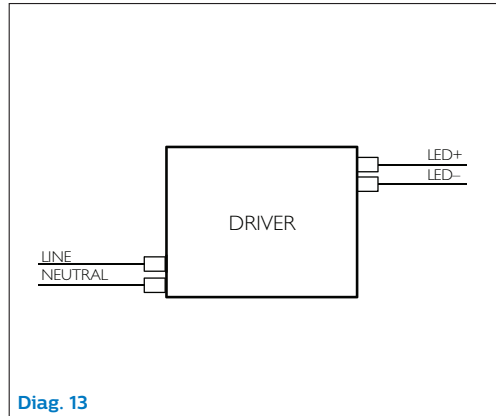 LED+
LED–
DRIVER
LINE
NEUTRAL
Diag. 13